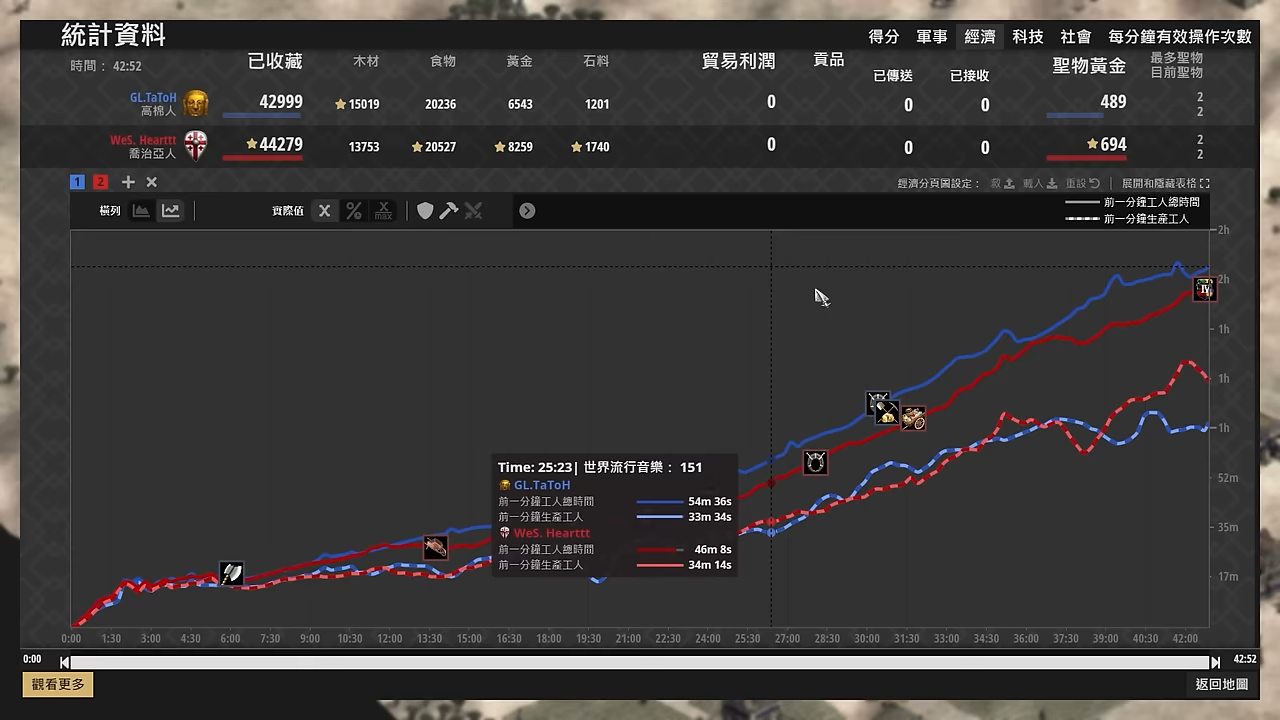 統計資料
得分 軍事 經濟 科技 社會 每分鐘有效操作次數
時間： 42:52
已收藏 木材 食物 黃金 石料 貿易利潤 貢品 已傳送 已接收 聖物黃金 最多聖物
目前聖物
GL.TaToH
高棉人
42999 15019 20236 6543 1201 0 0 0 489 2
2
WeS. Hearttt
喬治亞人
44279 13753 20527 8259 1740 0 0 0 694 2
2
1 2 + ×
經濟分頁圖設定： 載入 重設 | 展開和隱藏表格
橫列 實際值 X % X max
前一分鐘工人總時間
前一分鐘生產工人
2h
2h
1h
1h
1h
52m
35m
17m
IV
Time: 25:23| 世界流行音樂： 151
GL.TaToH
前一分鐘工人總時間 54m 36s
前一分鐘生產工人 33m 34s
WeS. Hearttt
前一分鐘工人總時間 46m 8s
前一分鐘生產工人 34m 14s
0:00 1:30 3:00 4:30 6:00 7:30 9:00 10:30 12:00 13:30 15:00 16:30 18:00 19:30 21:00 22:30 24:00 25:30 27:00 28:30 30:00 31:30 33:00 34:30 36:00 37:30 39:00 40:30 42:00
0:00 42:52
觀看更多 返回地圖